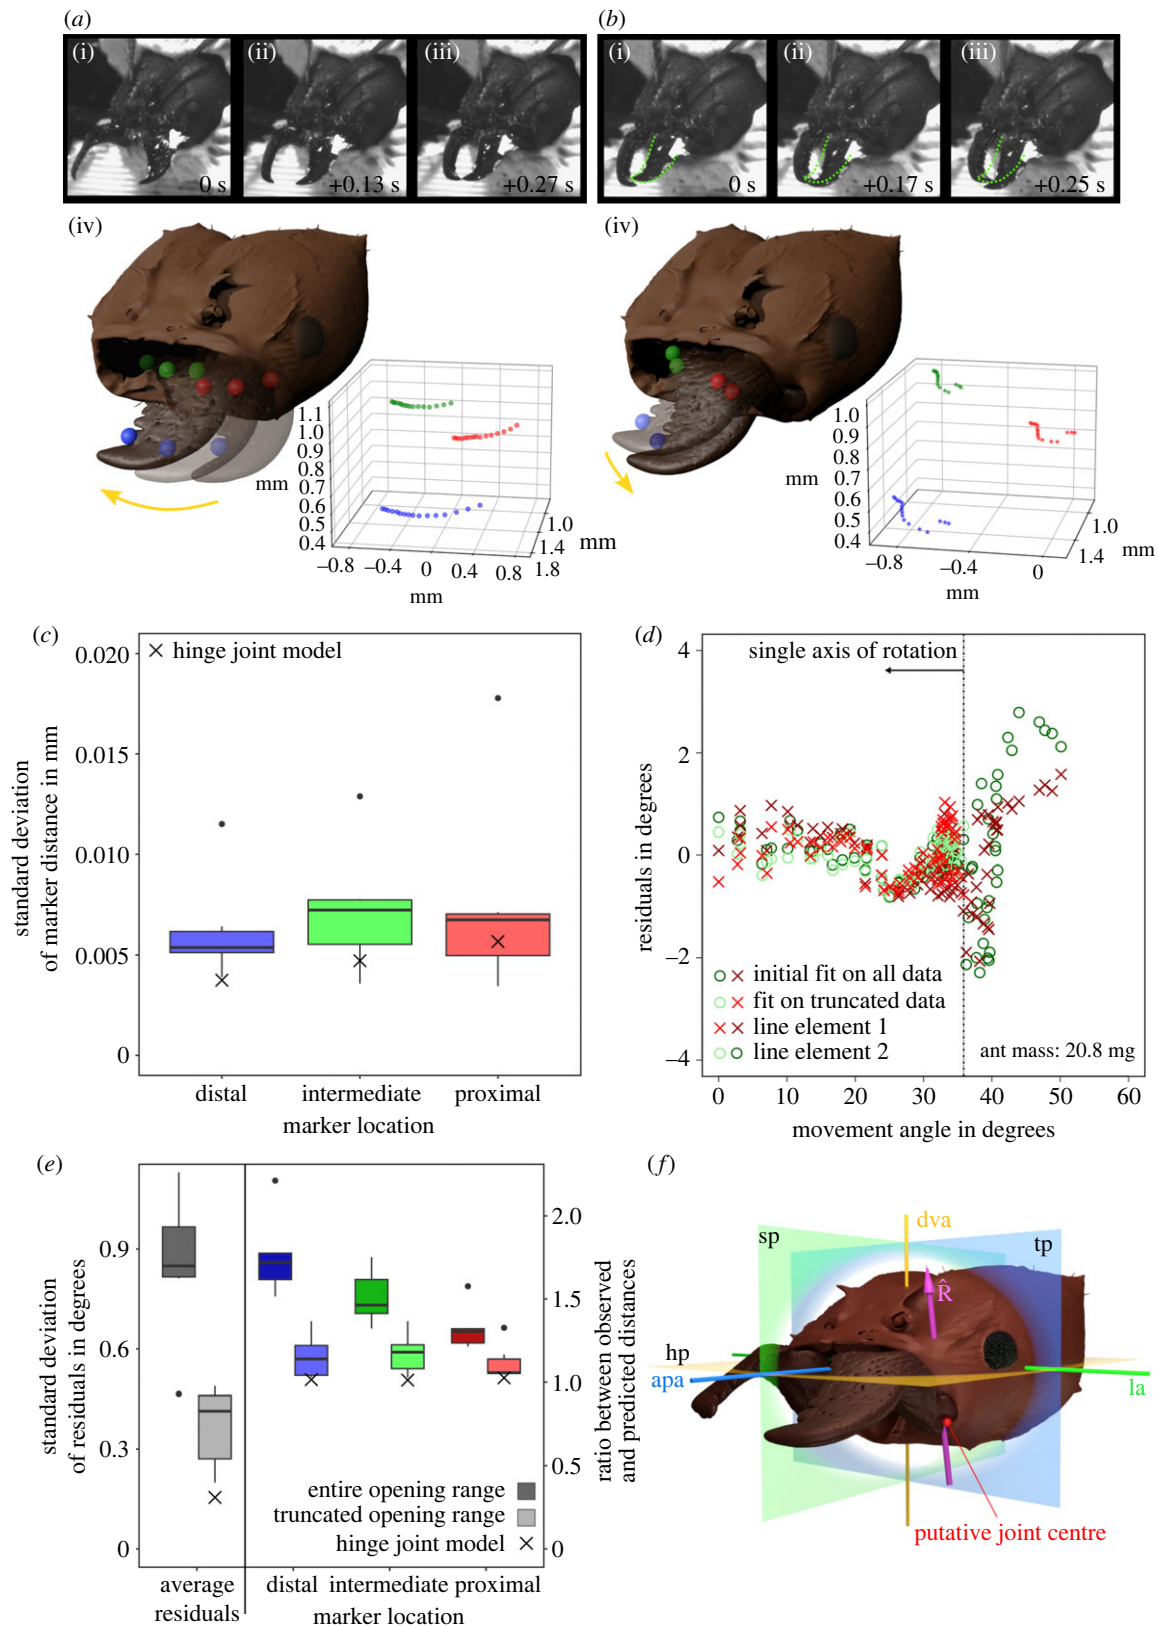 (a)
(i) (ii) (iii)
0 s +0.13 s +0.27 s
(b)
(i) (ii) (iii)
0 s +0.17 s +0.25 s
(iv)
1.1
1.0
0.9
0.8
0.7
0.6
0.5
0.4
mm
–0.8 –0.4 0 0.4 0.8
mm
1.0
1.4
1.8
mm
(iv)
1.0
0.9
0.8
0.7
0.6
0.5
0.4
mm
–0.8 –0.4 0
mm
1.0
1.4
mm
(c)
× hinge joint model
0.020
0.015
0.010
0.005
0
standard deviation
of marker distance in mm
distal intermediate proximal
marker location
(d)
single axis of rotation
4
2
0
–2
–4
residuals in degrees
initial fit on all data
fit on truncated data
line element 1
line element 2
ant mass: 20.8 mg
0 10 20 30 40 50 60
movement angle in degrees
(e)
0.9
0.6
0.3
0
standard deviation
of residuals in degrees
2.0
1.5
1.0
0.5
0
ratio between observed
and predicted distances
entire opening range
truncated opening range
hinge joint model ×
average
residuals
distal intermediate proximal
marker location
(f)
dva
sp
tp
R̂
hp
apa
la
putative joint centre